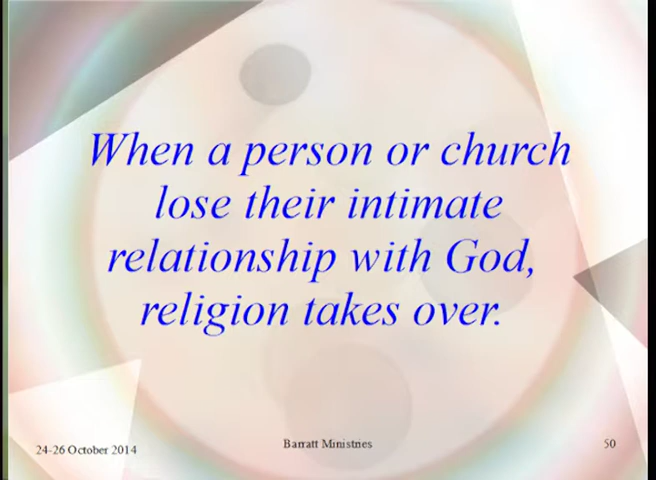 When a person or church
lose their intimate
relationship with God,
religion takes over.
24-26 October 2014
Barratt Ministries
50